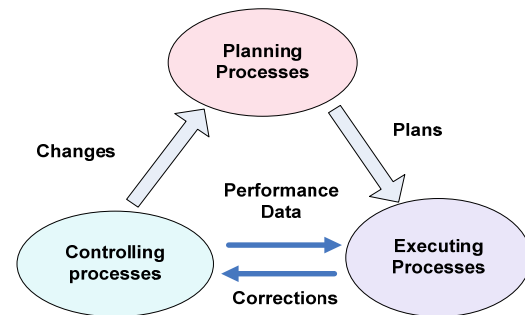 Planning
Processes
Changes
Plans
Performance
Data
Controlling
processes
Executing
Processes
Corrections